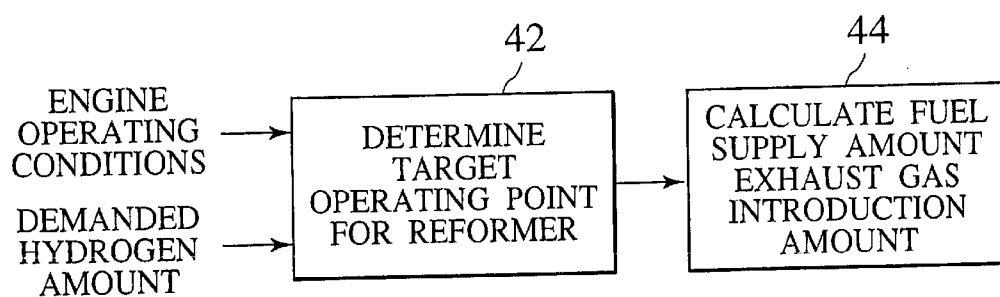 42
44
ENGINE
OPERATING
CONDITIONS
DEMANDED
HYDROGEN
AMOUNT
DETERMINE
TARGET
OPERATING POINT
FOR REFORMER
CALCULATE FUEL
SUPPLY AMOUNT
EXHAUST GAS
INTRODUCTION
AMOUNT